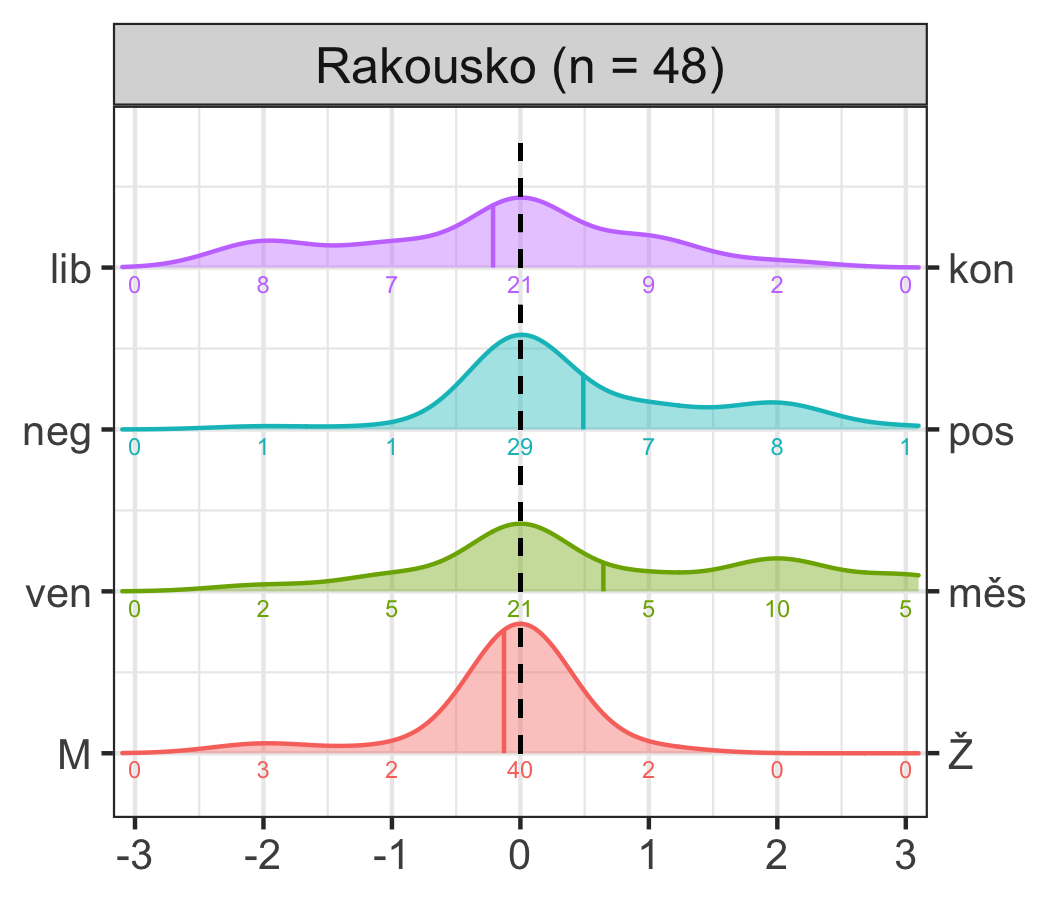 Rakousko (n = 48)
lib kon
0 8 7 21 9 2 0
neg pos
0 1 1 29 7 8 1
ven měs
0 2 5 21 5 10 5
M Ž
0 3 2 40 2 0 0
-3 -2 -1 0 1 2 3